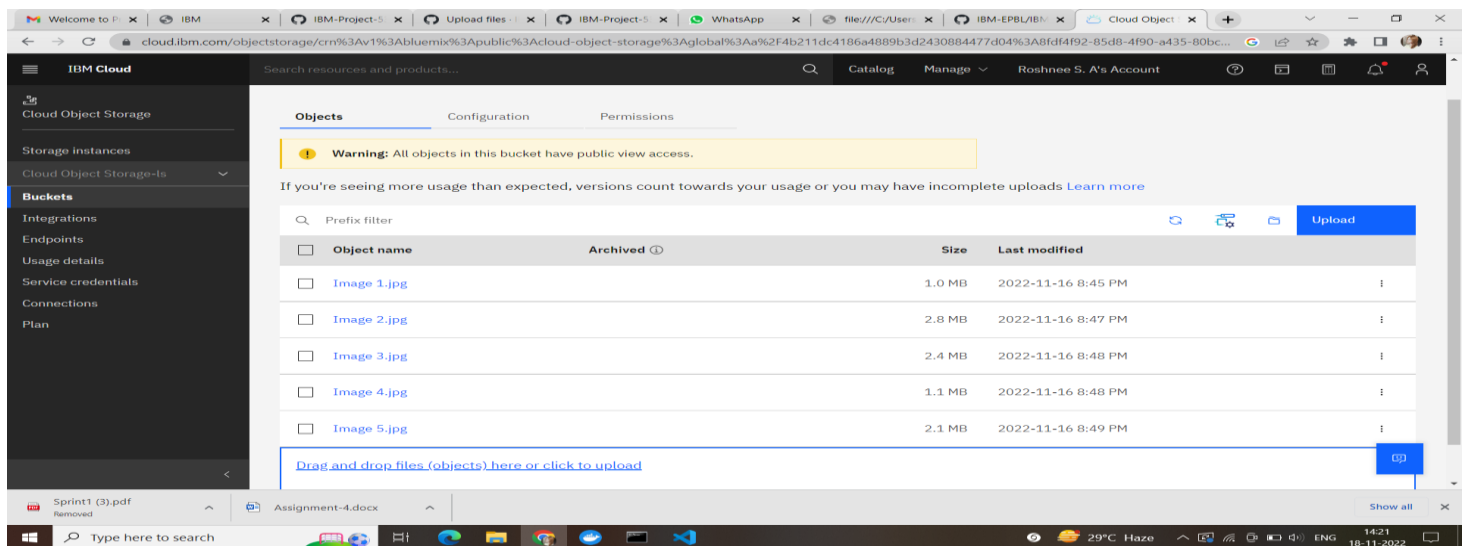 Welcome to P
IBM
IBM-Project-5
Upload files -
IBM-Project-5
WhatsApp
file:///C:/Users
IBM-EPBL/IBM
Cloud Object
cloud.ibm.com/objectstorage/crn%3Av1%3Abluemix%3Apublic%3Acloud-object-storage%3Aglobal%3Aa%2F4b211dc4186a4889b3d2430884477d04%3A8fdf4f92-85d8-4f90-a435-80bc...
IBM Cloud
Search resources and products...
Catalog
Manage
Roshnee S. A's Account
Cloud Object Storage
Storage instances
Cloud Object Storage-ls
Buckets
Integrations
Endpoints
Usage details
Service credentials
Connections
Plan
Objects Configuration Permissions
Warning: All objects in this bucket have public view access.
If you're seeing more usage than expected, versions count towards your usage or you may have incomplete uploads Learn more
Prefix filter
Upload
Object name Archived Size Last modified
Image 1.jpg 1.0 MB 2022-11-16 8:45 PM
Image 2.jpg 2.8 MB 2022-11-16 8:47 PM
Image 3.jpg 2.4 MB 2022-11-16 8:48 PM
Image 4.jpg 1.1 MB 2022-11-16 8:48 PM
Image 5.jpg 2.1 MB 2022-11-16 8:49 PM
Drag and drop files (objects) here or click to upload
Sprint1 (3).pdf
Removed
Assignment-4.docx
Show all
Type here to search
29°C Haze
ENG
14:21
18-11-2022